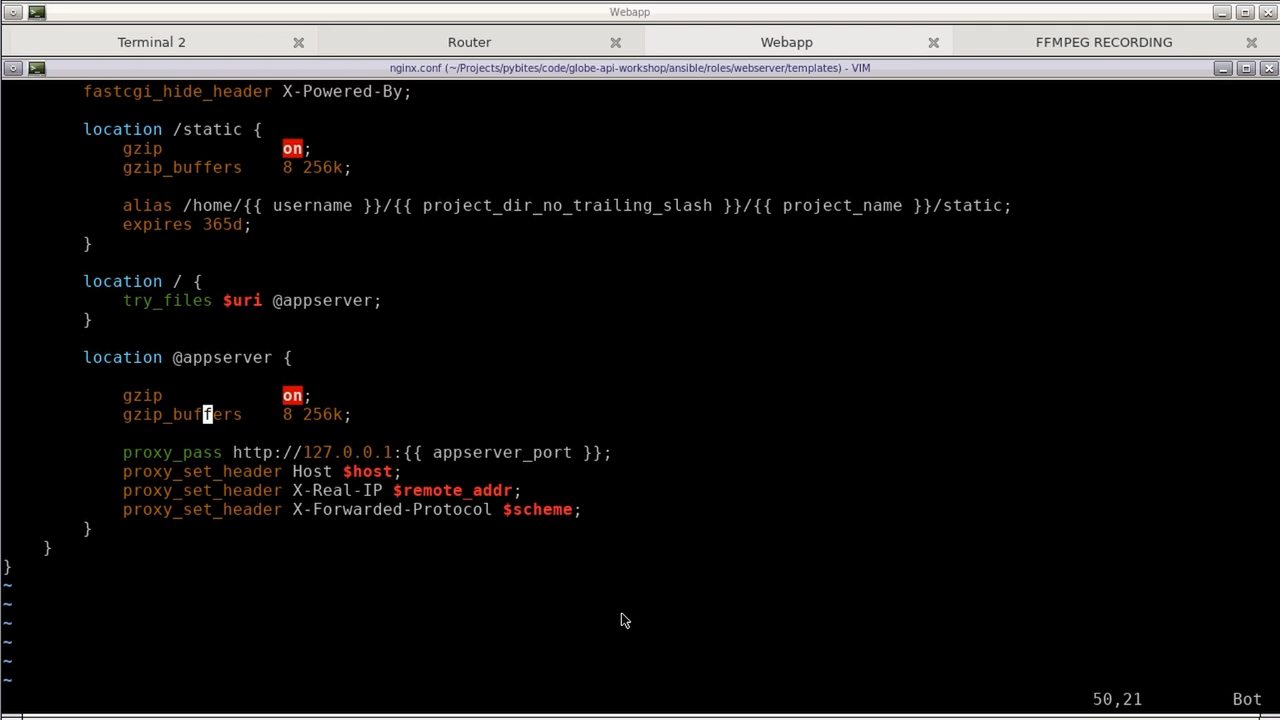 Webapp
Terminal 2 Router Webapp FFMPEG RECORDING
nginx.conf (~/Projects/pybites/code/globe-api-workshop/ansible/roles/webserver/templates) - VIM
fastcgi_hide_header X-Powered-By;
location /static {
gzip on;
gzip_buffers 8 256k;
alias /home/{{ username }}/{{ project_dir_no_trailing_slash }}/{{ project_name }}/static;
expires 365d;
}
location / {
try_files $uri @appserver;
}
location @appserver {
gzip on;
gzip_buffers 8 256k;
proxy_pass http://127.0.0.1:{{ appserver_port }};
proxy_set_header Host $host;
proxy_set_header X-Real-IP $remote_addr;
proxy_set_header X-Forwarded-Protocol $scheme;
}
}
}
~
~
~
~
~
~
50,21 Bot